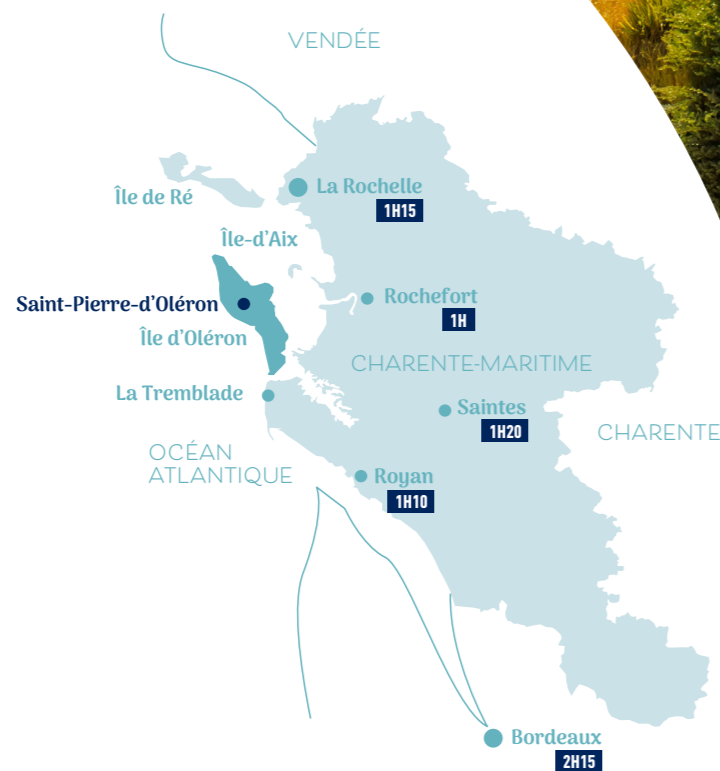 VENDÉE
Île de Ré
La Rochelle
1H15
Île-d'Aix
Saint-Pierre-d'Oléron
Rochefort
1H
Île d'Oléron
CHARENTE-MARITIME
La Tremblade
Saintes
1H20
CHARENTE
OCÉAN
ATLANTIQUE
Royan
1H10
Bordeaux
2H15